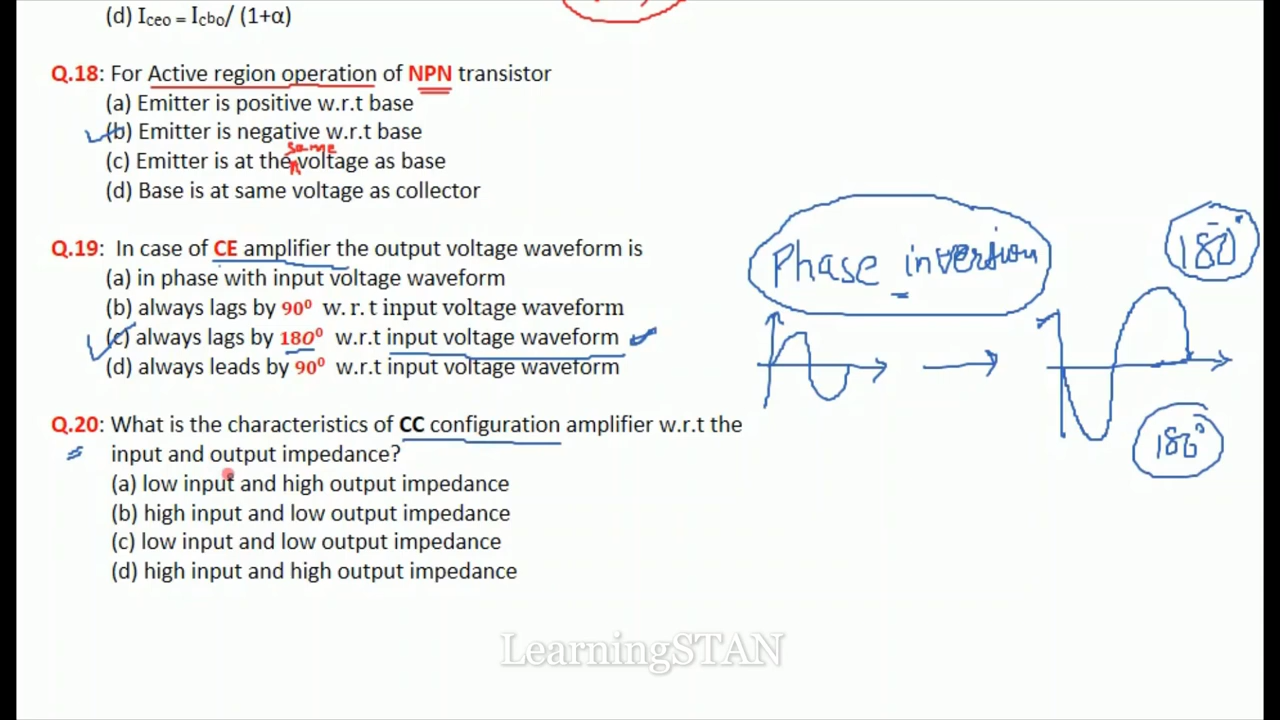 (d) Iceo = Icbo/ (1+α)
Q.18: For Active region operation of NPN transistor
(a) Emitter is positive w.r.t base
(b) Emitter is negative w.r.t base
same
(c) Emitter is at the voltage as base
(d) Base is at same voltage as collector
Q.19: In case of CE amplifier the output voltage waveform is
(a) in phase with input voltage waveform
(b) always lags by 90⁰ w.r.t input voltage waveform
(c) always lags by 180⁰ w.r.t input voltage waveform
(d) always leads by 90⁰ w.r.t input voltage waveform
Phase inversion
180°
180°
Q.20: What is the characteristics of CC configuration amplifier w.r.t the
input and output impedance?
(a) low input and high output impedance
(b) high input and low output impedance
(c) low input and low output impedance
(d) high input and high output impedance
LearningSTAN